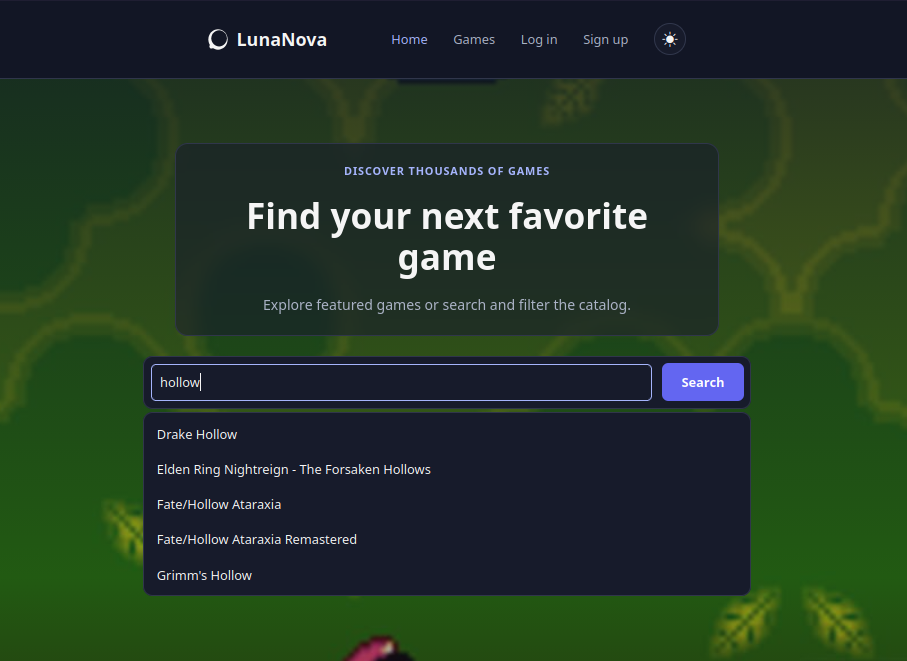 LunaNova
Home
Games
Log in
Sign up
DISCOVER THOUSANDS OF GAMES
Find your next favorite
game
Explore featured games or search and filter the catalog.
hollow
Search
Drake Hollow
Elden Ring Nightreign - The Forsaken Hollows
Fate/Hollow Ataraxia
Fate/Hollow Ataraxia Remastered
Grimm's Hollow